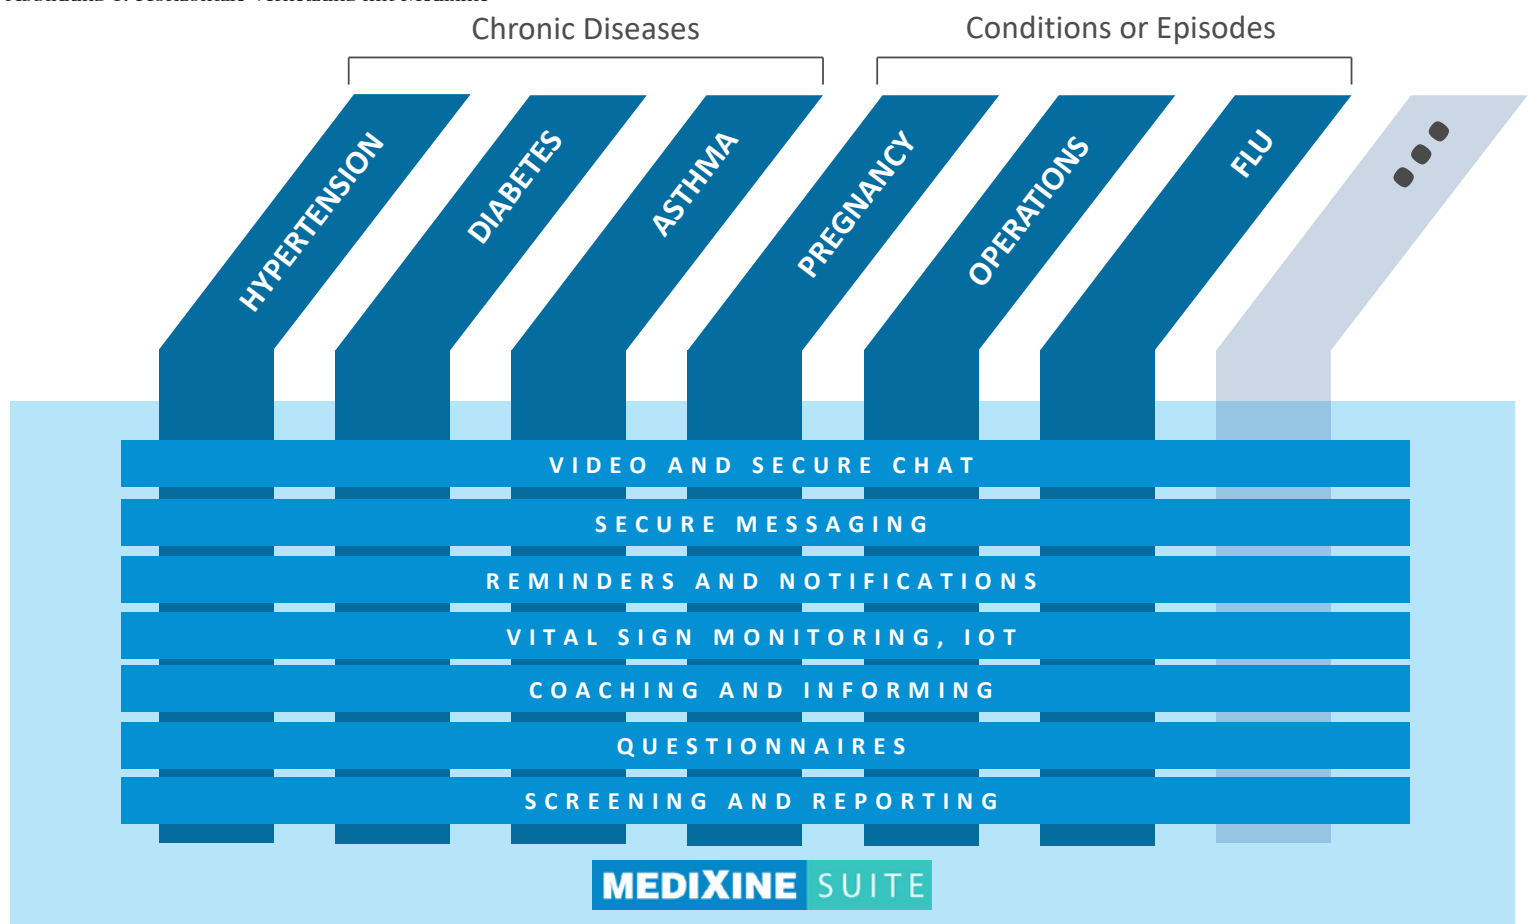 Chronic Diseases
Conditions or Episodes
HYPERTENSION
DIABETES
ASTHMA
PREGNANCY
OPERATIONS
FLU
VIDEO AND SECURE CHAT
SECURE MESSAGING
REMINDERS AND NOTIFICATIONS
VITAL SIGN MONITORING, IOT
COACHING AND INFORMING
QUESTIONNAIRES
SCREENING AND REPORTING
MEDIXINE SUITE